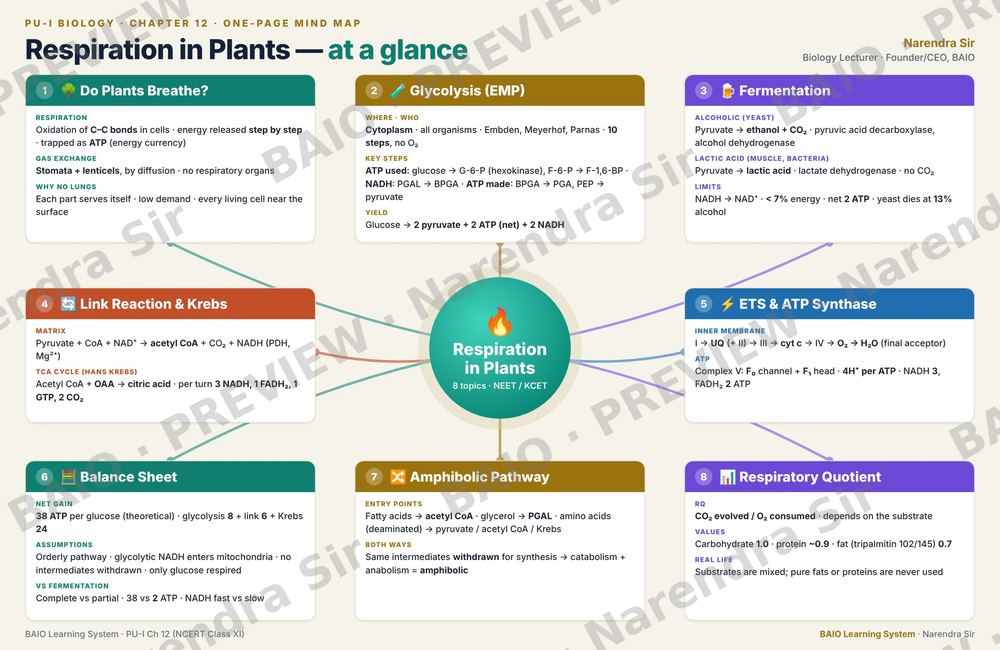 PU-I BIOLOGY · CHAPTER 12 · ONE-PAGE MIND MAP
Respiration in Plants — at a glance
Narendra Sir
Biology Lecturer · Founder/CEO, BAIO
1 Do Plants Breathe?
RESPIRATION
Oxidation of C–C bonds in cells · energy released step by step
· trapped as ATP (energy currency)
GAS EXCHANGE
Stomata + lenticels, by diffusion · no respiratory organs
WHY NO LUNGS
Each part serves itself · low demand · every living cell near the
surface
2 Glycolysis (EMP)
WHERE · WHO
Cytoplasm · all organisms · Embden, Meyerhof, Parnas · 10
steps, no O₂
KEY STEPS
ATP used: glucose → G-6-P (hexokinase), F-6-P → F-1,6-BP ·
NADH: PGAL → BPGA · ATP made: BPGA → PGA, PEP →
pyruvate
YIELD
Glucose → 2 pyruvate + 2 ATP (net) + 2 NADH
3 Fermentation
ALCOHOLIC (YEAST)
Pyruvate → ethanol + CO₂ · pyruvic acid decarboxylase,
alcohol dehydrogenase
LACTIC ACID (MUSCLE, BACTERIA)
Pyruvate → lactic acid · lactate dehydrogenase · no CO₂
LIMITS
NADH → NAD⁺ · < 7% energy · net 2 ATP · yeast dies at 13%
alcohol
4 Link Reaction & Krebs
MATRIX
Pyruvate + CoA + NAD⁺ → acetyl CoA + CO₂ + NADH (PDH,
Mg²⁺)
TCA CYCLE (HANS KREBS)
Acetyl CoA + OAA → citric acid · per turn 3 NADH, 1 FADH₂, 1
GTP, 2 CO₂
Respiration
in Plants
8 topics · NEET / KCET
5 ETS & ATP Synthase
INNER MEMBRANE
I → UQ (+ II) → III → cyt c → IV → O₂ → H₂O (final acceptor)
ATP
Complex V: F₀ channel + F₁ head · 4H⁺ per ATP · NADH 3,
FADH₂ 2 ATP
6 Balance Sheet
NET GAIN
38 ATP per glucose (theoretical) · glycolysis 8 + link 6 + Krebs
24
ASSUMPTIONS
Orderly pathway · glycolytic NADH enters mitochondria · no
intermediates withdrawn · only glucose respired
VS FERMENTATION
Complete vs partial · 38 vs 2 ATP · NADH fast vs slow
7 Amphibolic Pathway
ENTRY POINTS
Fatty acids → acetyl CoA · glycerol → PGAL · amino acids
(deaminated) → pyruvate / acetyl CoA / Krebs
BOTH WAYS
Same intermediates withdrawn for synthesis → catabolism +
anabolism = amphibolic
8 Respiratory Quotient
RQ
CO₂ evolved / O₂ consumed · depends on the substrate
VALUES
Carbohydrate 1.0 · protein ~0.9 · fat (tripalmitin 102/145) 0.7
REAL LIFE
Substrates are mixed; pure fats or proteins are never used
BAIO Learning System · PU-I Ch 12 (NCERT Class XI)
BAIO Learning System · Narendra Sir
BAIO · PREVIEW · Narendra Sir